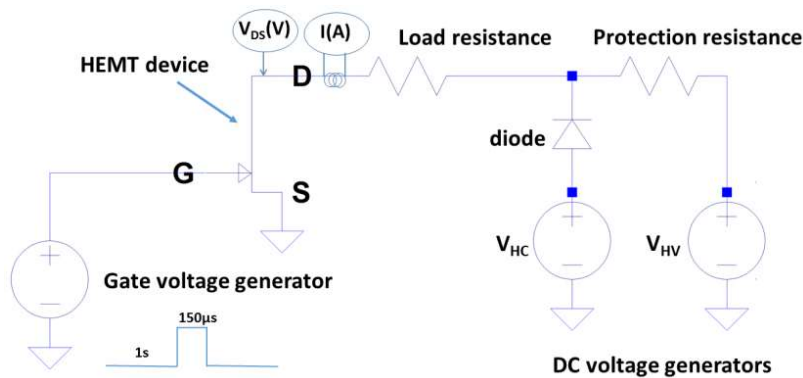 V_DS(V)
I(A)
Load resistance
Protection resistance
HEMT device
D
diode
G
S
+
+
V_HC
V_HV
+
Gate voltage generator
150μs
1s
DC voltage generators